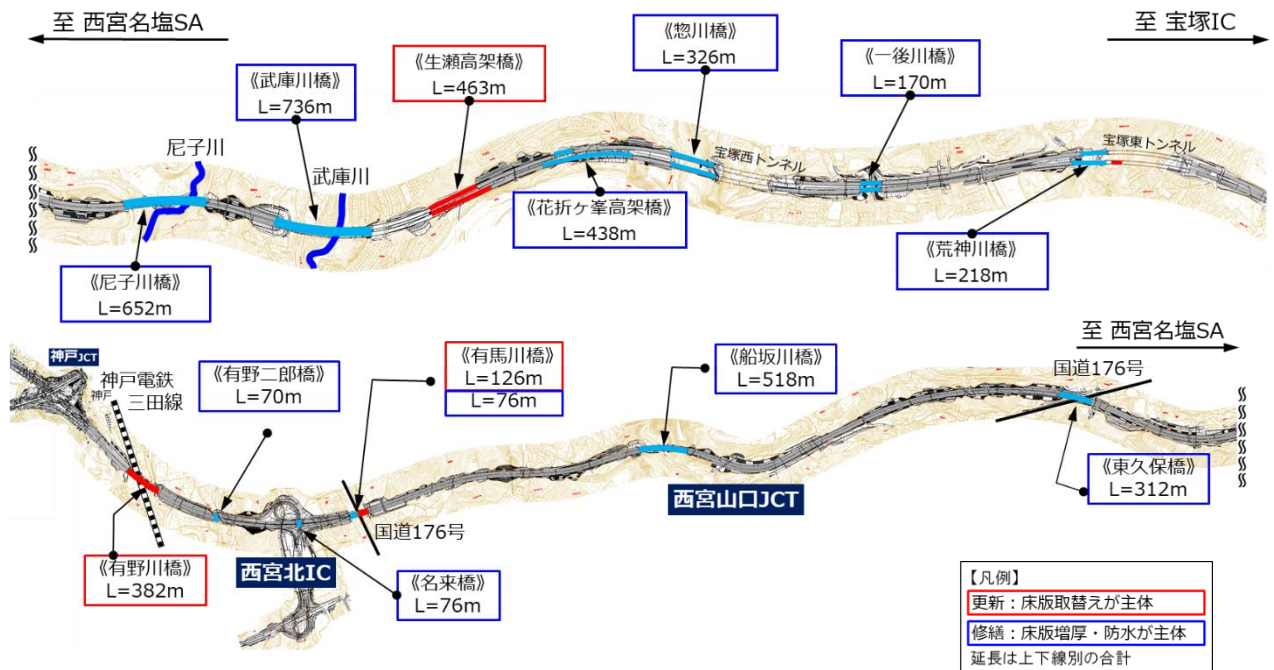 至 西宮名塩SA
至 宝塚IC
《惣川橋》
L=326m
《生瀬高架橋》
L=463m
《一後川橋》
L=170m
《武庫川橋》
L=736m
尼子川
武庫川
宝塚西トンネル
宝塚東トンネル
《花折ヶ峯高架橋》
L=438m
《荒神川橋》
L=218m
《尼子川橋》
L=652m
至 西宮名塩SA
神戸JCT
神戸電鉄
神戸
三田線
《有野二郎橋》
L=70m
《有馬川橋》
L=126m
L=76m
《船坂川橋》
L=518m
国道176号
《東久保橋》
L=312m
西宮山口JCT
国道176号
《有野川橋》
L=382m
西宮北IC
《名来橋》
L=76m
【凡例】
更新：床版取替えが主体
修繕：床版増厚・防水が主体
延長は上下線別の合計